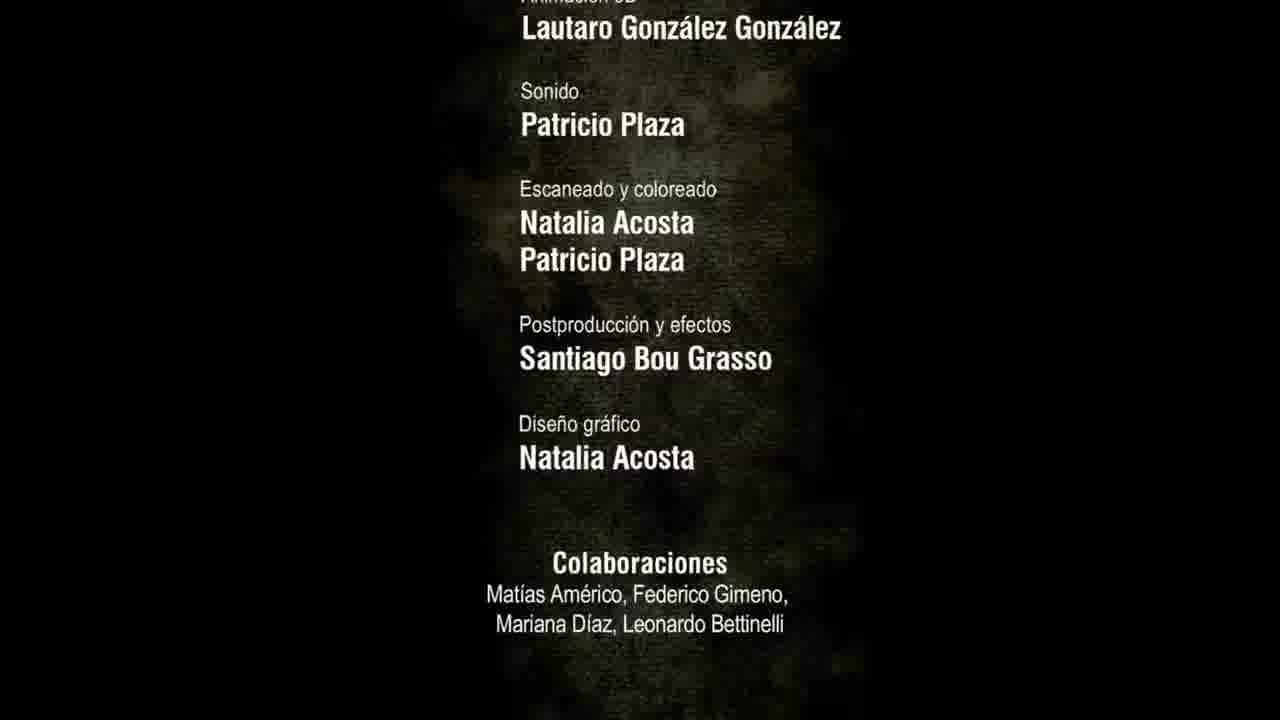 Lautaro González González
Sonido
Patricio Plaza
Escaneado y coloreado
Natalia Acosta
Patricio Plaza
Postproducción y efectos
Santiago Bou Grasso
Diseño gráfico
Natalia Acosta
Colaboraciones
Matías Américo, Federico Gimeno,
Mariana Díaz, Leonardo Bettinelli